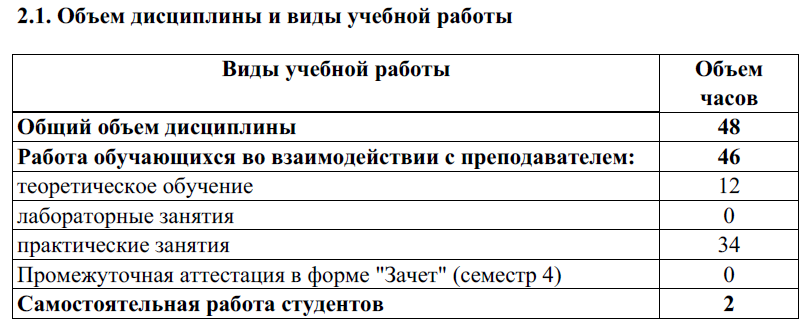 2.1. Объем дисциплины и виды учебной работы
Виды учебной работы Объем
часов
Общий объем дисциплины 48
Работа обучающихся во взаимодействии с преподавателем: 46
теоретическое обучение 12
лабораторные занятия 0
практические занятия 34
Промежуточная аттестация в форме "Зачет" (семестр 4) 0
Самостоятельная работа студентов 2